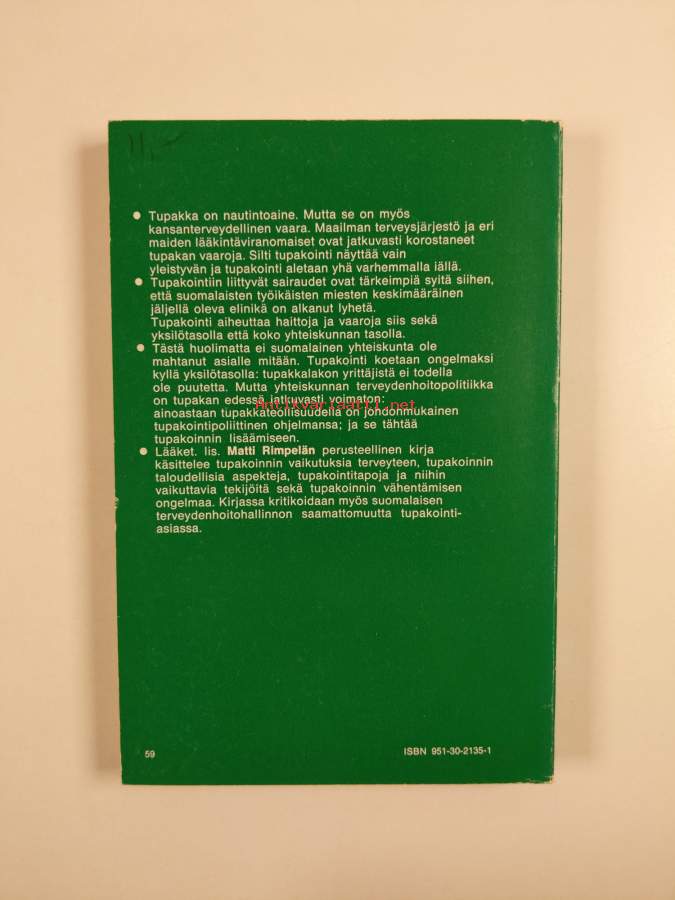 11,-
● Tupakka on nautintoaine. Mutta se on myös
kansanterveydellinen vaara. Maailman terveysjärjestö ja eri
maiden lääkintäviranomaiset ovat jatkuvasti korostaneet
tupakan vaaroja. Silti tupakointi näyttää vain
yleistyvän ja tupakointi aletaan yhä varhemmalla iällä.
● Tupakointiin liittyvät sairaudet ovat tärkeimpiä syitä siihen,
että suomalaisten työikäisten miesten keskimääräinen
jäljellä oleva elinikä on alkanut lyhetä.
Tupakointi aiheuttaa haittoja ja vaaroja siis sekä
yksilötasolla että koko yhteiskunnan tasolla.
● Tästä huolimatta ei suomalainen yhteiskunta ole
mahtanut asialle mitään. Tupakointi koetaan ongelmaksi
kyllä yksilötasolla: tupakkalakon yrittäjistä ei todella
ole puutetta. Mutta yhteiskunnan terveydenhoitopolitiikka
on tupakan edessä jatkuvasti voimaton:
Antikvariaatti.net
ainoastaan tupakkateollisuudella on johdonmukainen
tupakointipoliittinen ohjelmansa; ja se tähtää
tupakoinnin lisäämiseen.
● Lääket. lis. Matti Rimpelän perusteellinen kirja
käsittelee tupakoinnin vaikutuksia terveyteen, tupakoinnin
taloudellisia aspekteja, tupakointitapoja ja niihin
vaikuttavia tekijöitä sekä tupakoinnin vähentämisen
ongelmaa. Kirjassa kritikoidaan myös suomalaisen
terveydenhoitohallinnon saamattomuutta tupakointi-
asiassa.
59
ISBN 951-30-2135-1